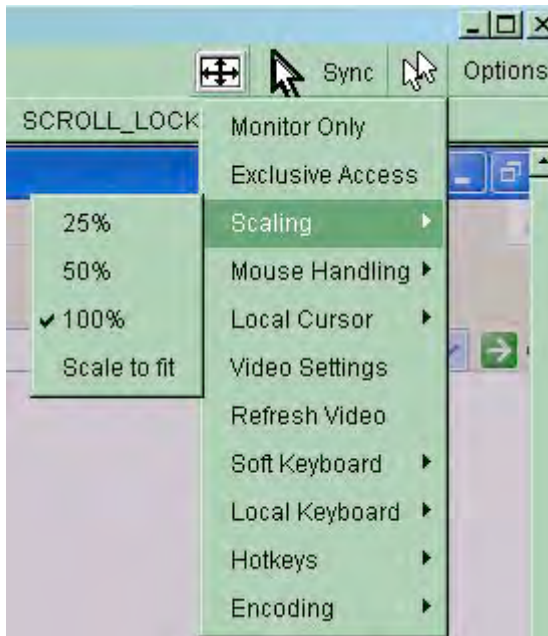 Sync Options
SCROLL_LOCK
Monitor Only
Exclusive Access
Scaling
25%
50%
100%
Scale to fit
Mouse Handling
Local Cursor
Video Settings
Refresh Video
Soft Keyboard
Local Keyboard
Hotkeys
Encoding